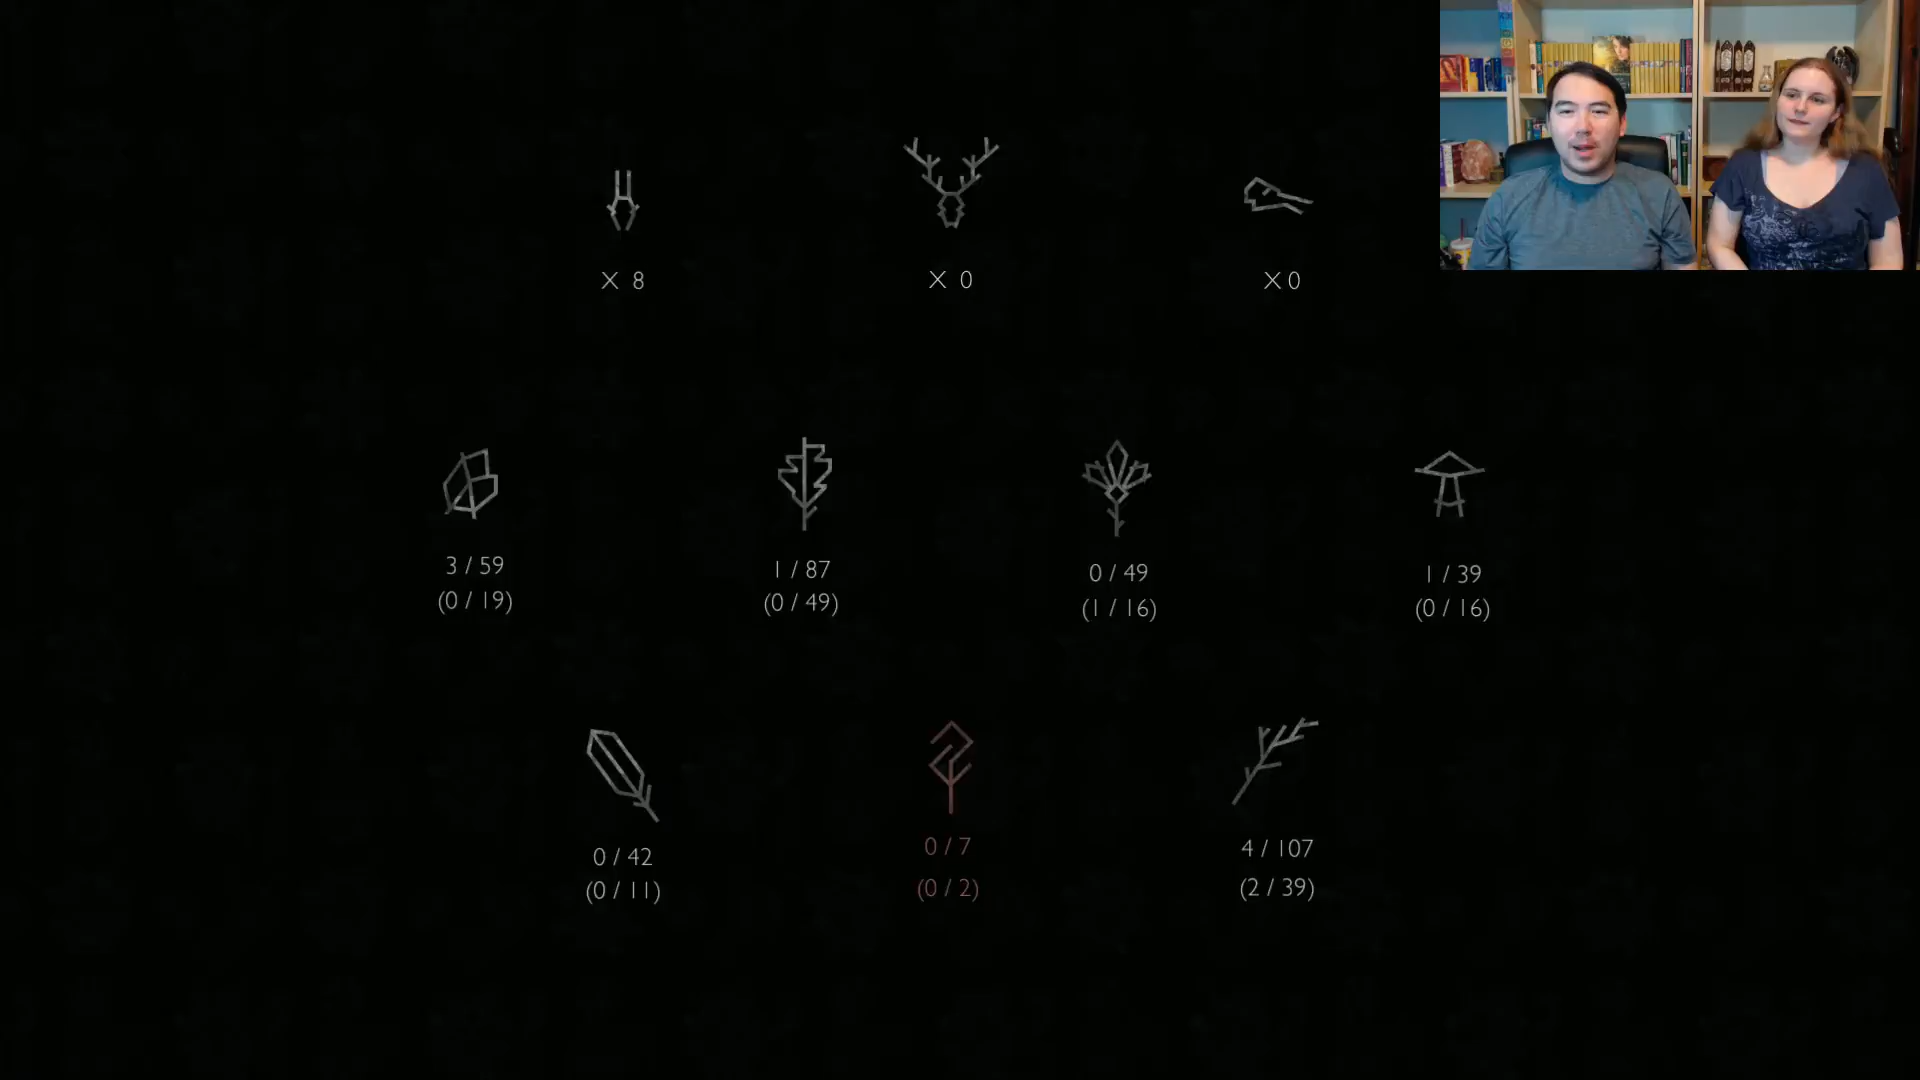 X 8
X 0
X 0
3 / 59
(0 / 19)
1 / 87
(0 / 49)
0 / 49
(1 / 16)
1 / 39
(0 / 16)
0 / 42
(0 / 11)
0 / 7
(0 / 2)
4 / 107
(2 / 39)